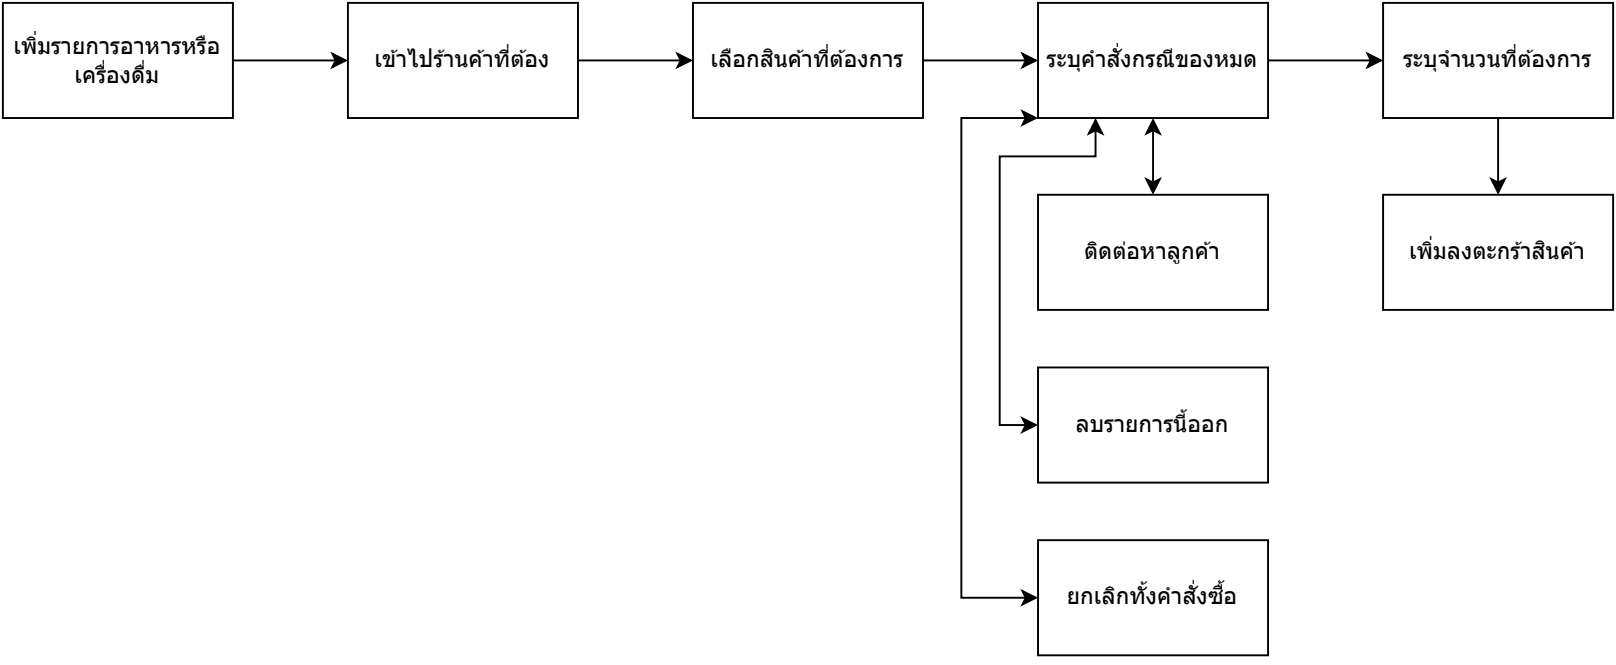 เพิ่มรายการอาหารหรือ
เครื่องดื่ม
เข้าไปร้านค้าที่ต้อง
เลือกสินค้าที่ต้องการ
ระบุคำสั่งกรณีของหมด
ระบุจำนวนที่ต้องการ
ติดต่อหาลูกค้า
เพิ่มลงตะกร้าสินค้า
ลบรายการนี้ออก
ยกเลิกทั้งคำสั่งซื้อ